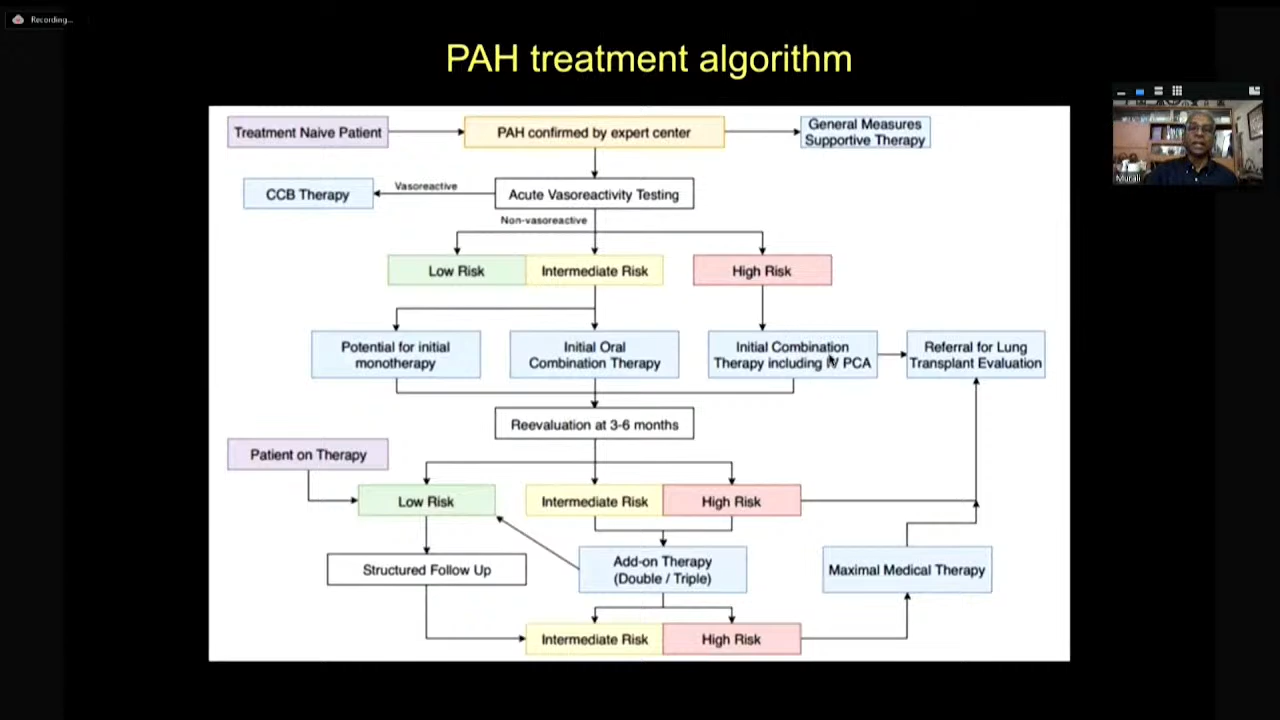 Recording...
PAH treatment algorithm
Treatment Naive Patient
PAH confirmed by expert center
General Measures
Supportive Therapy
CCB Therapy
Vasoreactive
Acute Vasoreactivity Testing
Non-vasoreactive
Low Risk
Intermediate Risk
High Risk
Potential for initial
monotherapy
Initial Oral
Combination Therapy
Initial Combination
Therapy including IV PCA
Referral for Lung
Transplant Evaluation
Reevaluation at 3-6 months
Patient on Therapy
Low Risk
Intermediate Risk
High Risk
Structured Follow Up
Add-on Therapy
(Double / Triple)
Maximal Medical Therapy
Intermediate Risk
High Risk
Murali